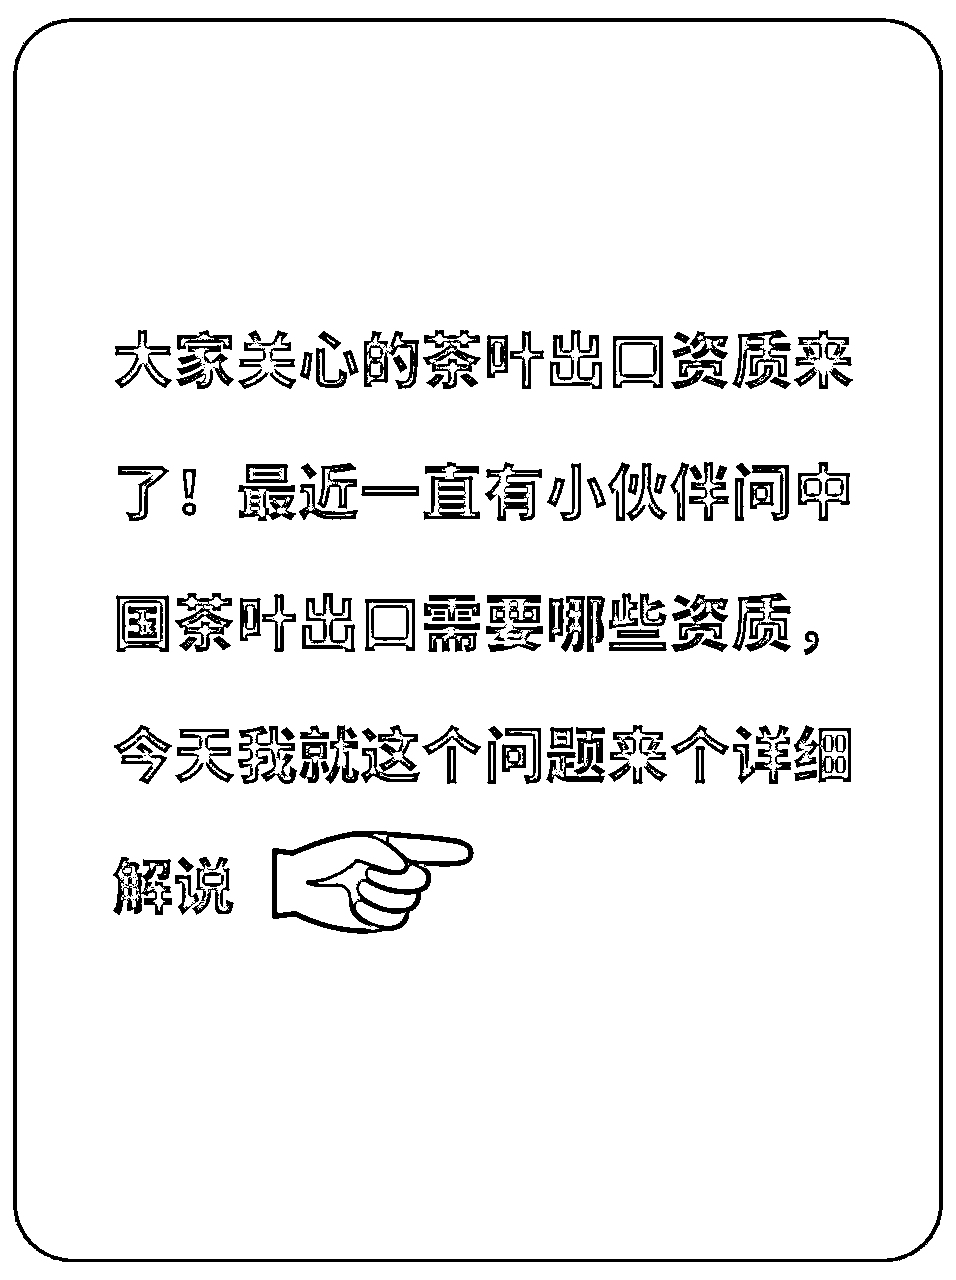 大家关心的茶叶出口资质来
了！最近一直有小伙伴问中
国茶叶出口需要哪些资质，
今天我就这个问题来个详细
解说